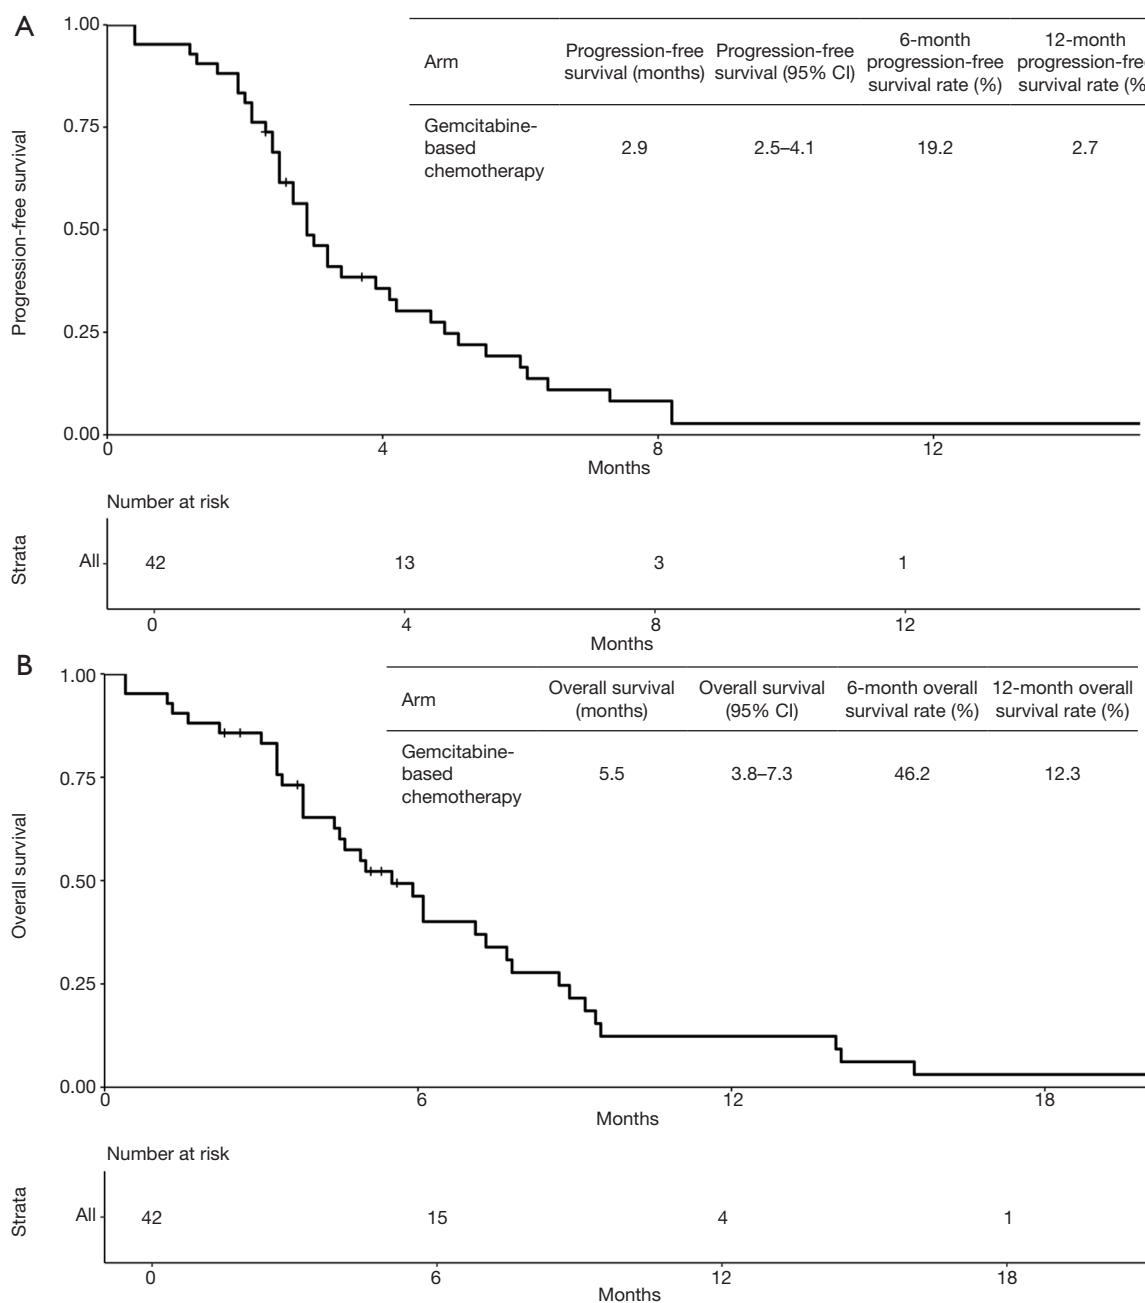 A
Progression-free survival
1.00
0.75
0.50
0.25
0.00
0 4 8 12
Months
Arm
Progression-free
survival (months)
Progression-free
survival (95% CI)
6-month
progression-free
survival rate (%)
12-month
progression-free
survival rate (%)
Gemcitabine-
based
chemotherapy
2.9 2.5–4.1 19.2 2.7
Number at risk
Strata
All
42 13 3 1
0 4 8 12
Months
B
Overall survival
1.00
0.75
0.50
0.25
0.00
0 6 12 18
Months
Arm
Overall survival
(months)
Overall survival
(95% CI)
6-month overall
survival rate (%)
12-month overall
survival rate (%)
Gemcitabine-
based
chemotherapy
5.5 3.8–7.3 46.2 12.3
Number at risk
Strata
All
42 15 4 1
0 6 12 18
Months